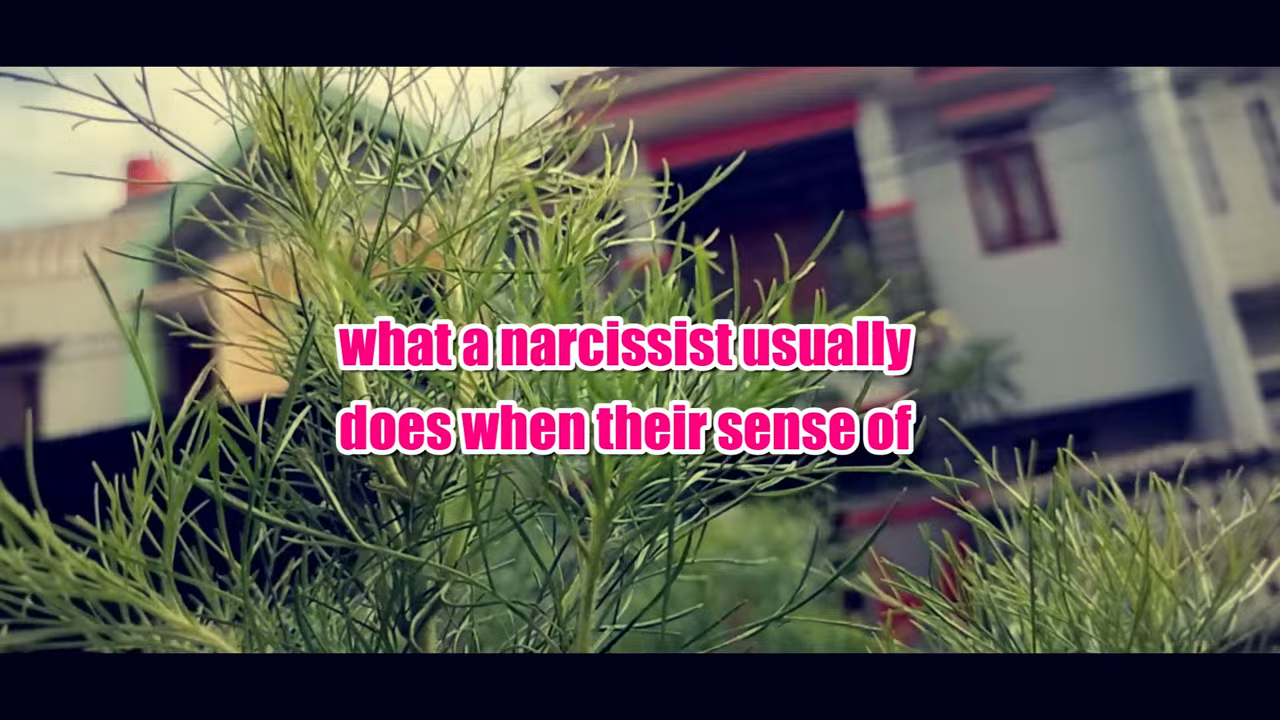 what a narcissist usually
does when their sense of